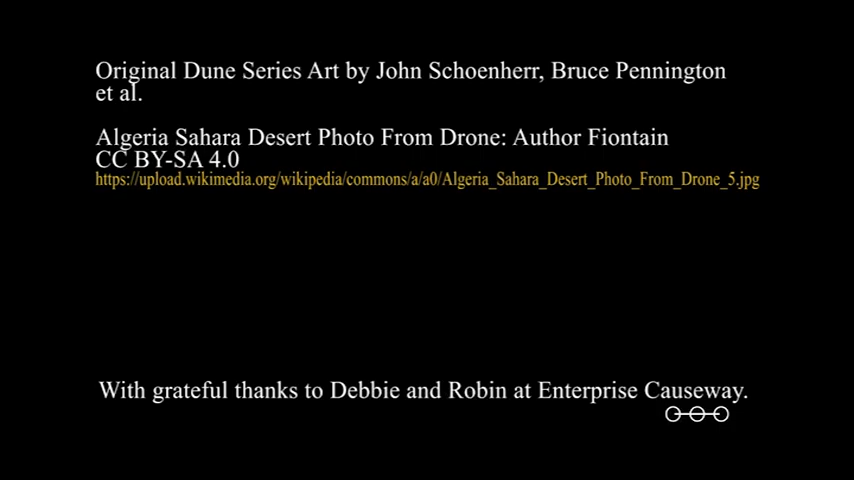 Original Dune Series Art by John Schoenherr, Bruce Pennington
et al.
Algeria Sahara Desert Photo From Drone: Author Fiontain
CC BY-SA 4.0
https://upload.wikimedia.org/wikipedia/commons/a/a0/Algeria_Sahara_Desert_Photo_From_Drone_5.jpg
With grateful thanks to Debbie and Robin at Enterprise Causeway.